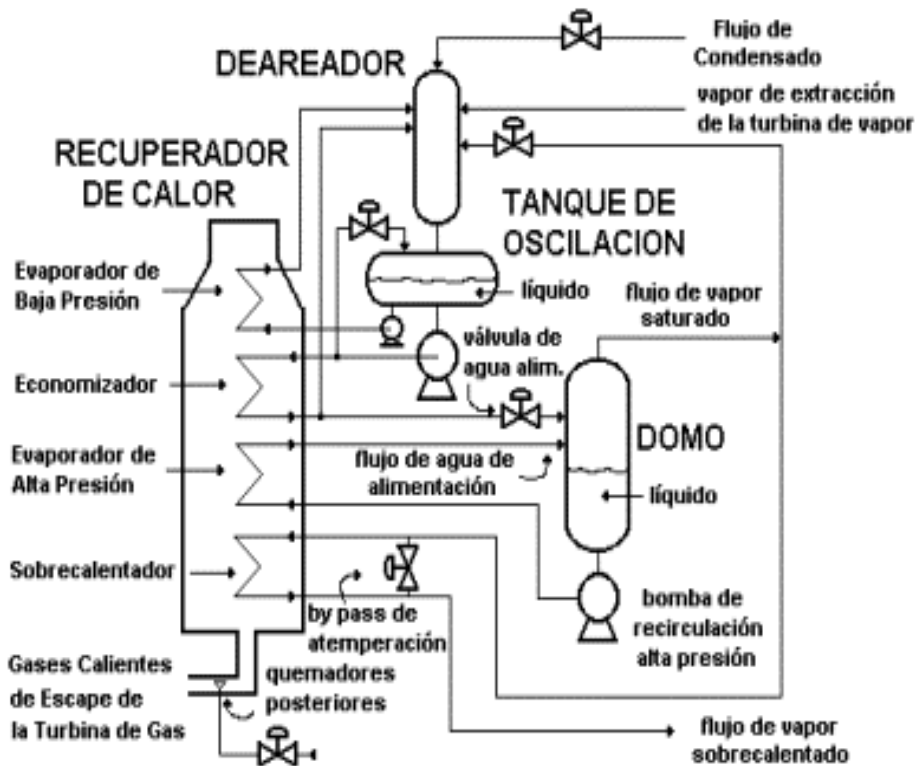 Flujo de
Condensado
DEAREADOR
vapor de extracción
de la turbina de vapor
RECUPERADOR
DE CALOR
TANQUE DE
OSCILACION
Evaporador de
Baja Presión
líquido
flujo de vapor
saturado
válvula de
agua alim.
Economizador
DOMO
Evaporador de
Alta Presión
flujo de agua de
alimentación
líquido
Sobrecalentador
by pass de
atemperación
bomba de
recirculación
alta presión
Gases Calientes
de Escape de
la Turbina de Gas
quemadores
posteriores
flujo de vapor
sobrecalentado